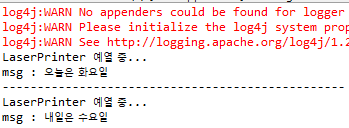 log4j:WARN No appenders could be found for logger
log4j:WARN Please initialize the log4j system
log4j:WARN See http://logging.apache.org/log4j/1.2
LaserPrinter 예열 중...
msg : 오늘은 화요일
------------------------------------------------
LaserPrinter 예열 중...
msg : 내일은 수요일